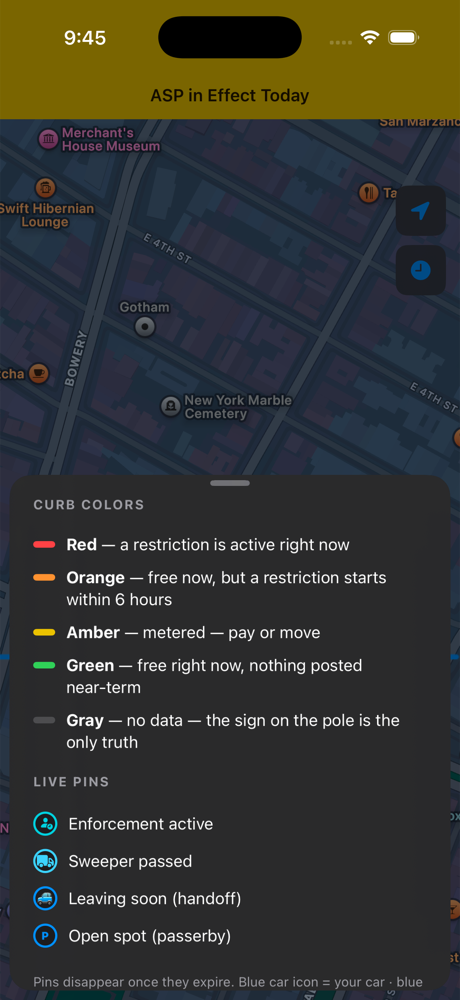 9:45
ASP in Effect Today
San Marzano
Merchant's
House Museum
Swift Hibernian
Lounge
Ta
E 4TH ST
Gotham
BOWERY
cha
New York Marble
Cemetery
E 4TH ST
CURB COLORS
Red — a restriction is active right now
Orange — free now, but a restriction starts
within 6 hours
Amber — metered — pay or move
Green — free right now, nothing posted
near-term
Gray — no data — the sign on the pole is the
only truth
LIVE PINS
Enforcement active
Sweeper passed
Leaving soon (handoff)
P
Open spot (passerby)
Pins disappear once they expire. Blue car icon = your car · blue